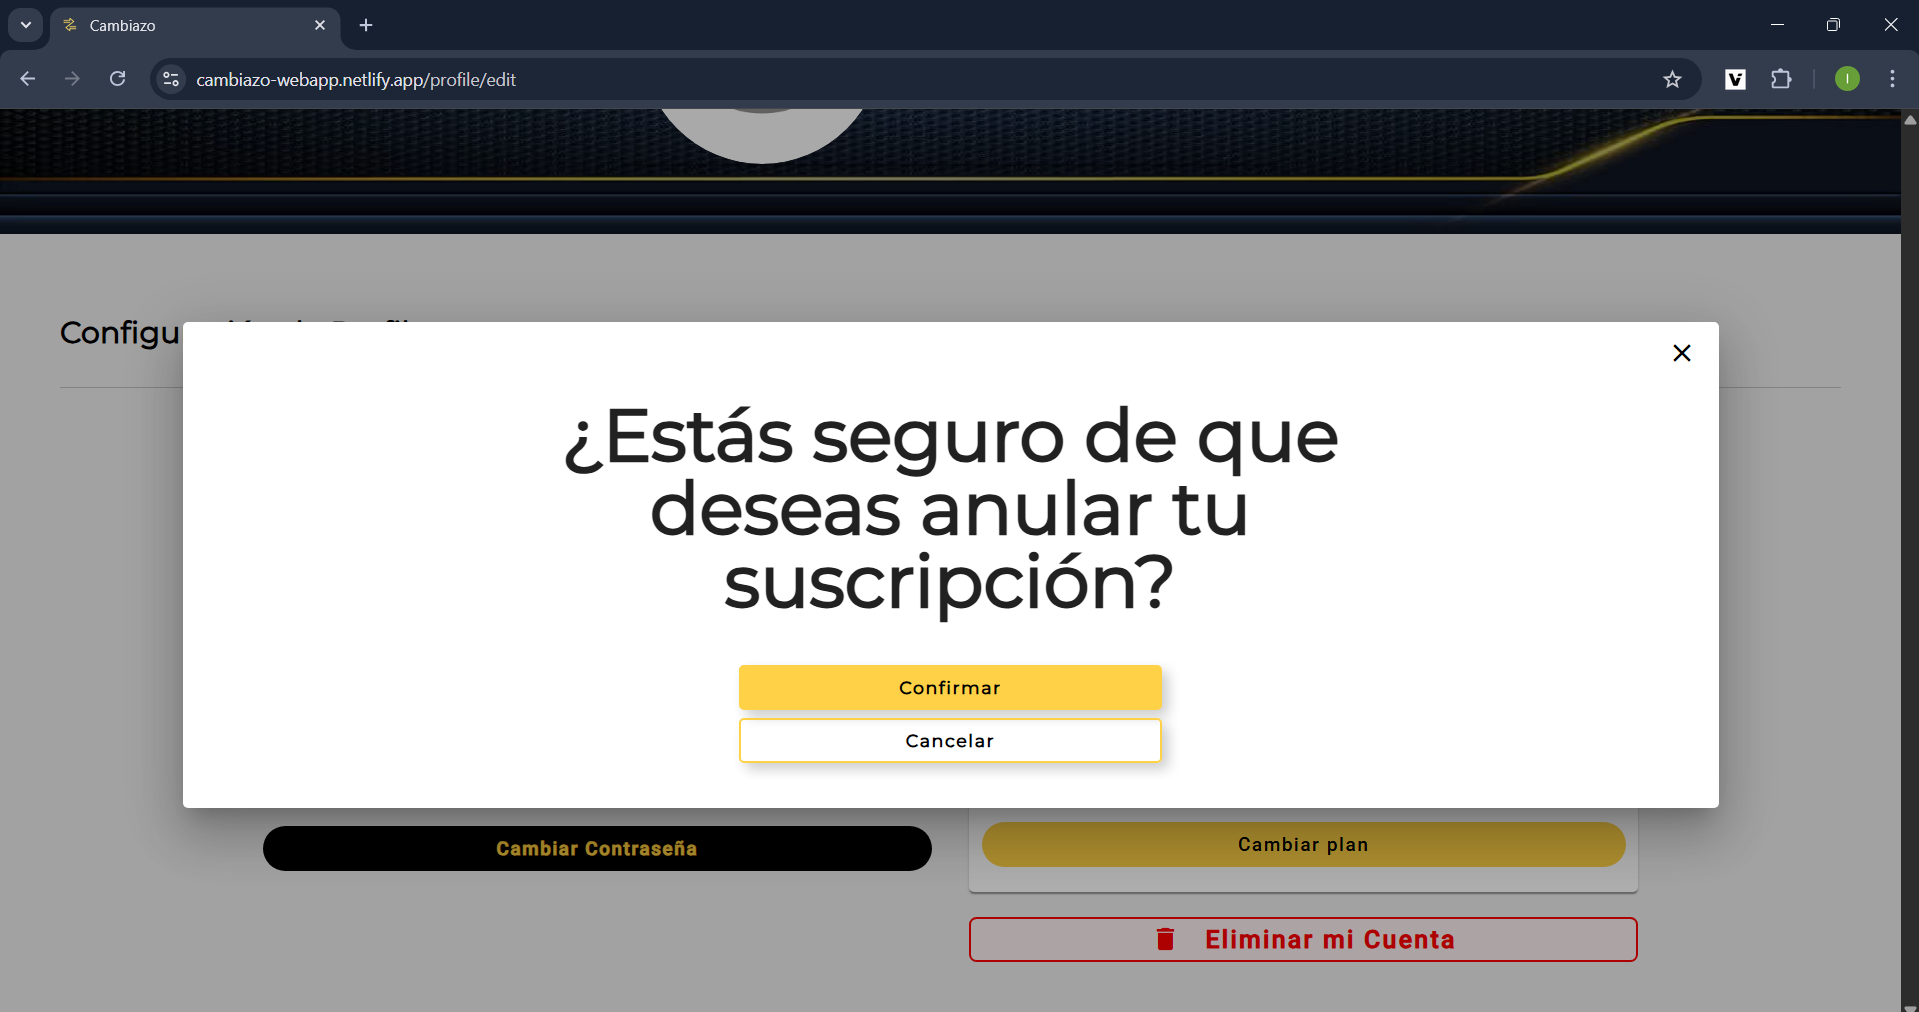 Cambiazo
cambiazo-webapp.netlify.app/profile/edit
I
Configu
¿Estás seguro de que
deseas anular tu
suscripción?
Confirmar
Cancelar
Cambiar Contraseña
Cambiar plan
Eliminar mi Cuenta